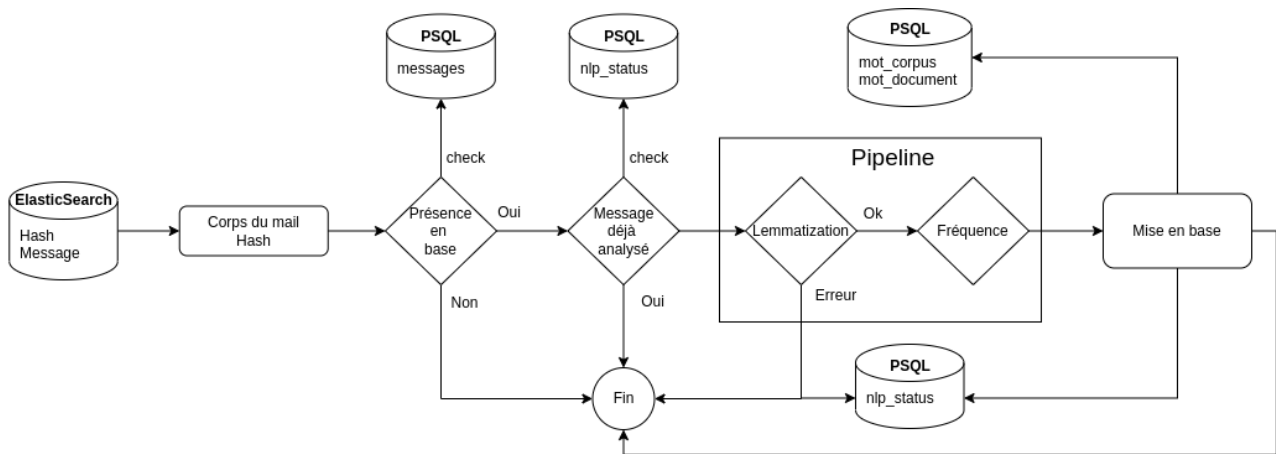 PSQL
messages
PSQL
nlp_status
PSQL
mot_corpus
mot_document
check
check
Pipeline
ElasticSearch
Hash
Message
Corps du mail
Hash
Présence
en
base
Oui
Message
déjà
analysé
Lemmatization
Ok
Fréquence
Mise en base
Non
Oui
Erreur
Fin
PSQL
nlp_status